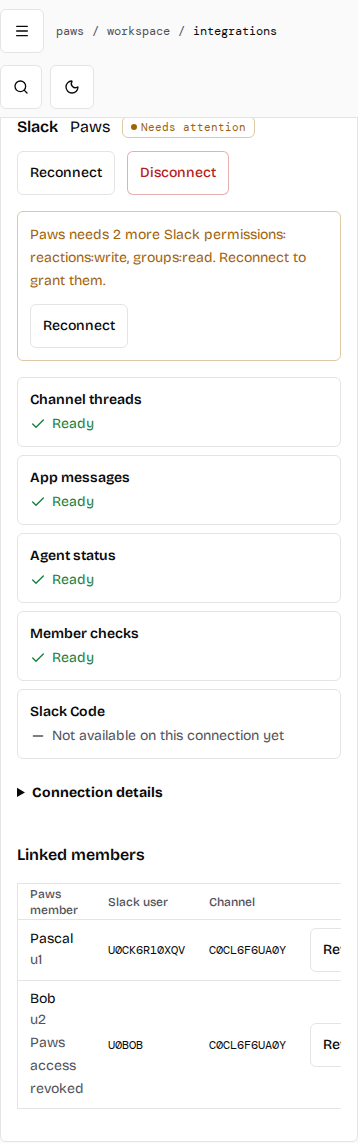 paws / workspace / integrations
Slack Paws Needs attention
Reconnect Disconnect
Paws needs 2 more Slack permissions:
reactions:write, groups:read. Reconnect to
grant them.
Reconnect
Channel threads
Ready
App messages
Ready
Agent status
Ready
Member checks
Ready
Slack Code
Not available on this connection yet
Connection details
Linked members
Paws member Slack user Channel
Pascal
u1
U0CK6R10XQV C0CL6F6UA0Y
Bob
u2
Paws
access
revoked
U0BOB C0CL6F6UA0Y